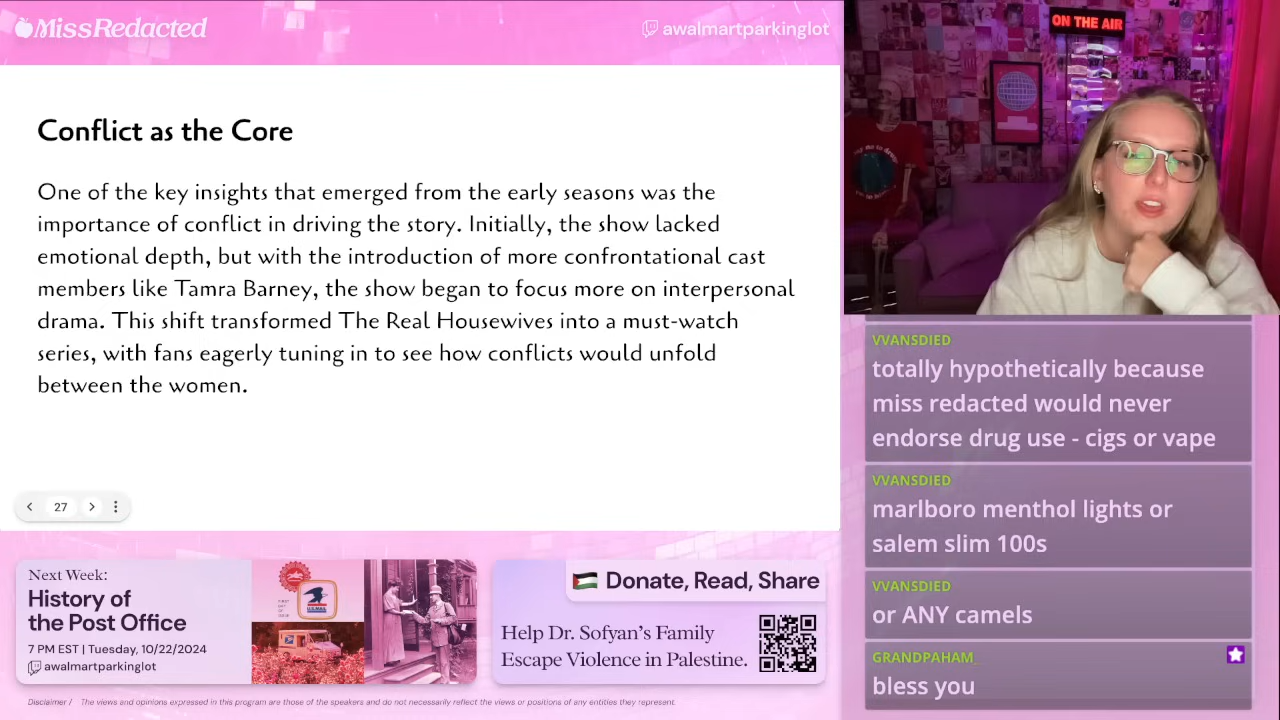 MissRedacted
awalmartparkinglot
ON THE AIR
Conflict as the Core
One of the key insights that emerged from the early seasons was the
importance of conflict in driving the story. Initially, the show lacked
emotional depth, but with the introduction of more confrontational cast
members like Tamra Barney, the show began to focus more on interpersonal
drama. This shift transformed The Real Housewives into a must-watch
series, with fans eagerly tuning in to see how conflicts would unfold
between the women.
27
VVANSDIED
totally hypothetically because
miss redacted would never
endorse drug use - cigs or vape
VVANSDIED
marlboro menthol lights or
salem slim 100s
VVANSDIED
or ANY camels
GRANDPAHAM_
bless you
Next Week:
History of
the Post Office
7 PM EST | Tuesday, 10/22/2024
awalmartparkinglot
U.S.MAIL
Donate, Read, Share
Help Dr. Sofyan's Family
Escape Violence in Palestine.
Disclaimer / The views and opinions expressed in this program are those of the speakers and do not necessarily reflect the views or positions of any entities they represent.